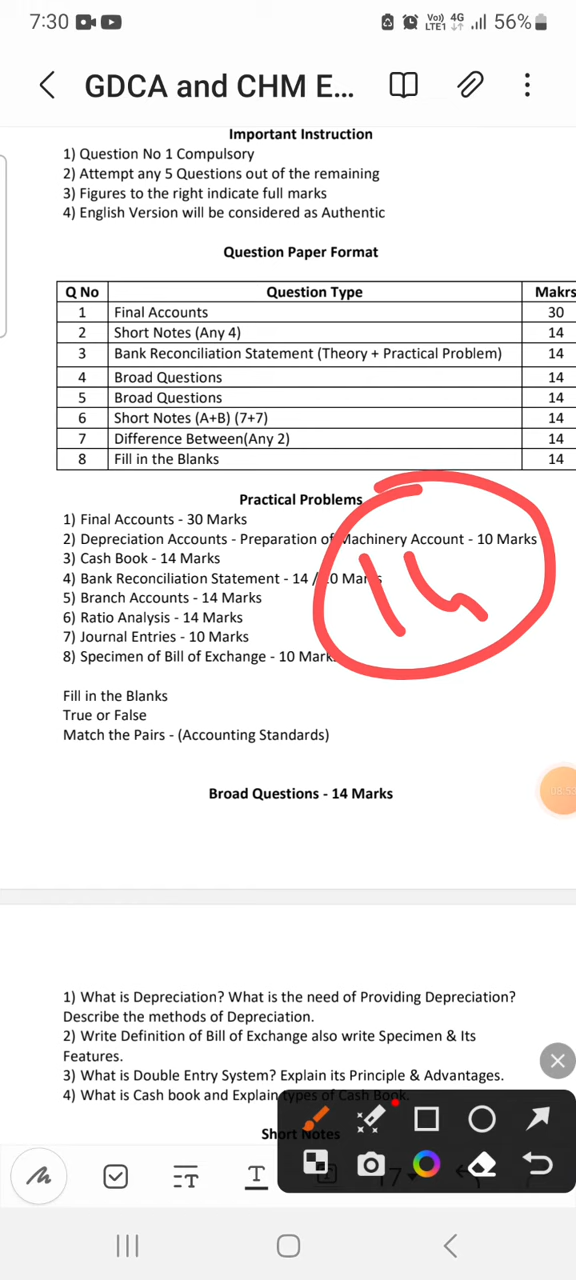 7:30 Vo)) 4G LTE1 56%
GDCA and CHM E...
Important Instruction
1) Question No 1 Compulsory
2) Attempt any 5 Questions out of the remaining
3) Figures to the right indicate full marks
4) English Version will be considered as Authentic
Question Paper Format
Q No Question Type Makrs
1 Final Accounts 30
2 Short Notes (Any 4) 14
3 Bank Reconciliation Statement (Theory + Practical Problem) 14
4 Broad Questions 14
5 Broad Questions 14
6 Short Notes (A+B) (7+7) 14
7 Difference Between(Any 2) 14
8 Fill in the Blanks 14
Practical Problems
1) Final Accounts - 30 Marks
2) Depreciation Accounts - Preparation of Machinery Account - 10 Marks
3) Cash Book - 14 Marks
4) Bank Reconciliation Statement - 14 / 10 Marks
5) Branch Accounts - 14 Marks
6) Ratio Analysis - 14 Marks
7) Journal Entries - 10 Marks
8) Specimen of Bill of Exchange - 10 Marks
14
Fill in the Blanks
True or False
Match the Pairs - (Accounting Standards)
Broad Questions - 14 Marks
1) What is Depreciation? What is the need of Providing Depreciation?
Describe the methods of Depreciation.
2) Write Definition of Bill of Exchange also write Specimen & Its
Features.
3) What is Double Entry System? Explain its Principle & Advantages.
4) What is Cash book and Explain types of Cash Book.
Short Notes
T T 17